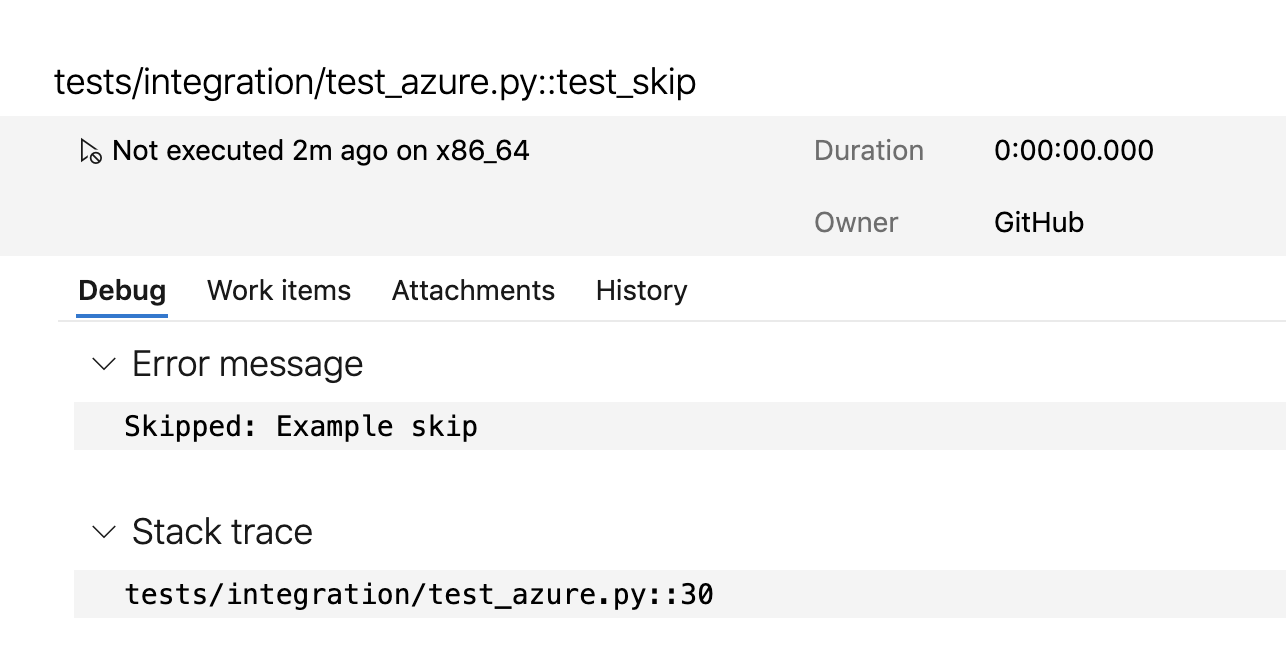 tests/integration/test_azure.py::test_skip
Not executed 2m ago on x86_64
Duration 0:00:00.000
Owner GitHub
Debug Work items Attachments History
Error message
Skipped: Example skip
Stack trace
tests/integration/test_azure.py::30